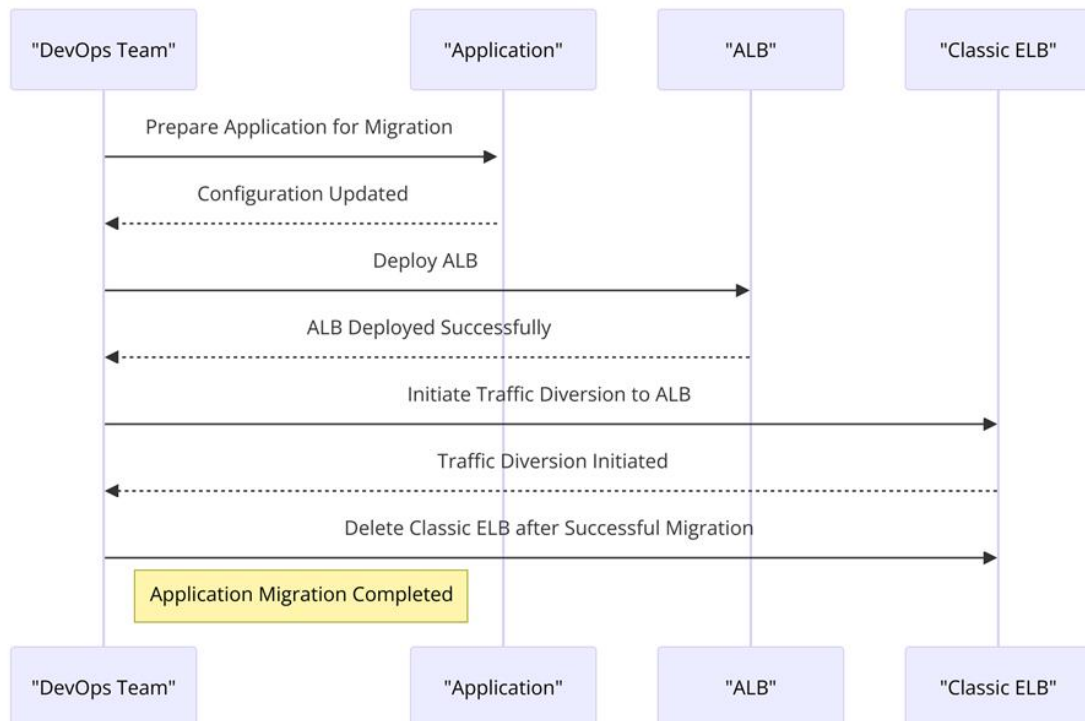 "DevOps Team"
"Application"
"ALB"
"Classic ELB"
Prepare Application for Migration
Configuration Updated
Deploy ALB
ALB Deployed Successfully
Initiate Traffic Diversion to ALB
Traffic Diversion Initiated
Delete Classic ELB after Successful Migration
Application Migration Completed
"DevOps Team"
"Application"
"ALB"
"Classic ELB"